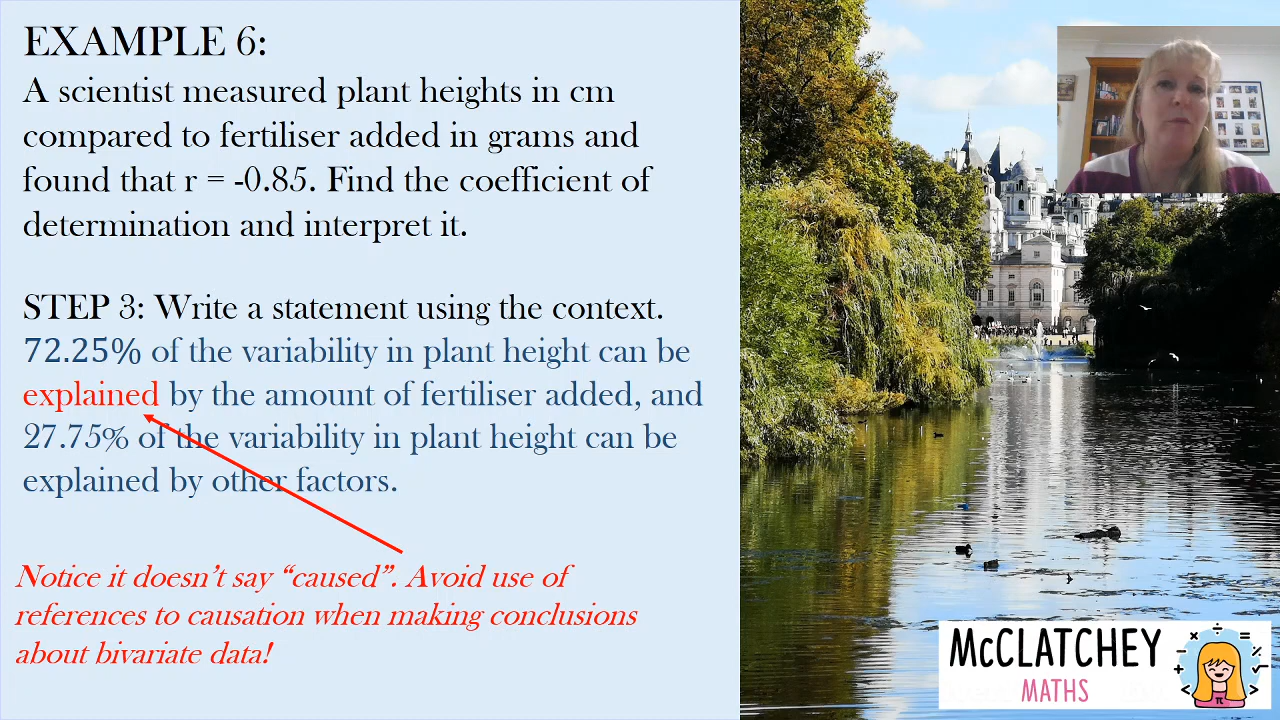 EXAMPLE 6:
A scientist measured plant heights in cm
compared to fertiliser added in grams and
found that r = -0.85. Find the coefficient of
determination and interpret it.
STEP 3: Write a statement using the context.
72.25% of the variability in plant height can be
explained by the amount of fertiliser added, and
27.75% of the variability in plant height can be
explained by other factors.
Notice it doesn't say “caused”. Avoid use of
references to causation when making conclusions
about bivariate data!
McCLATCHEY
MATHS